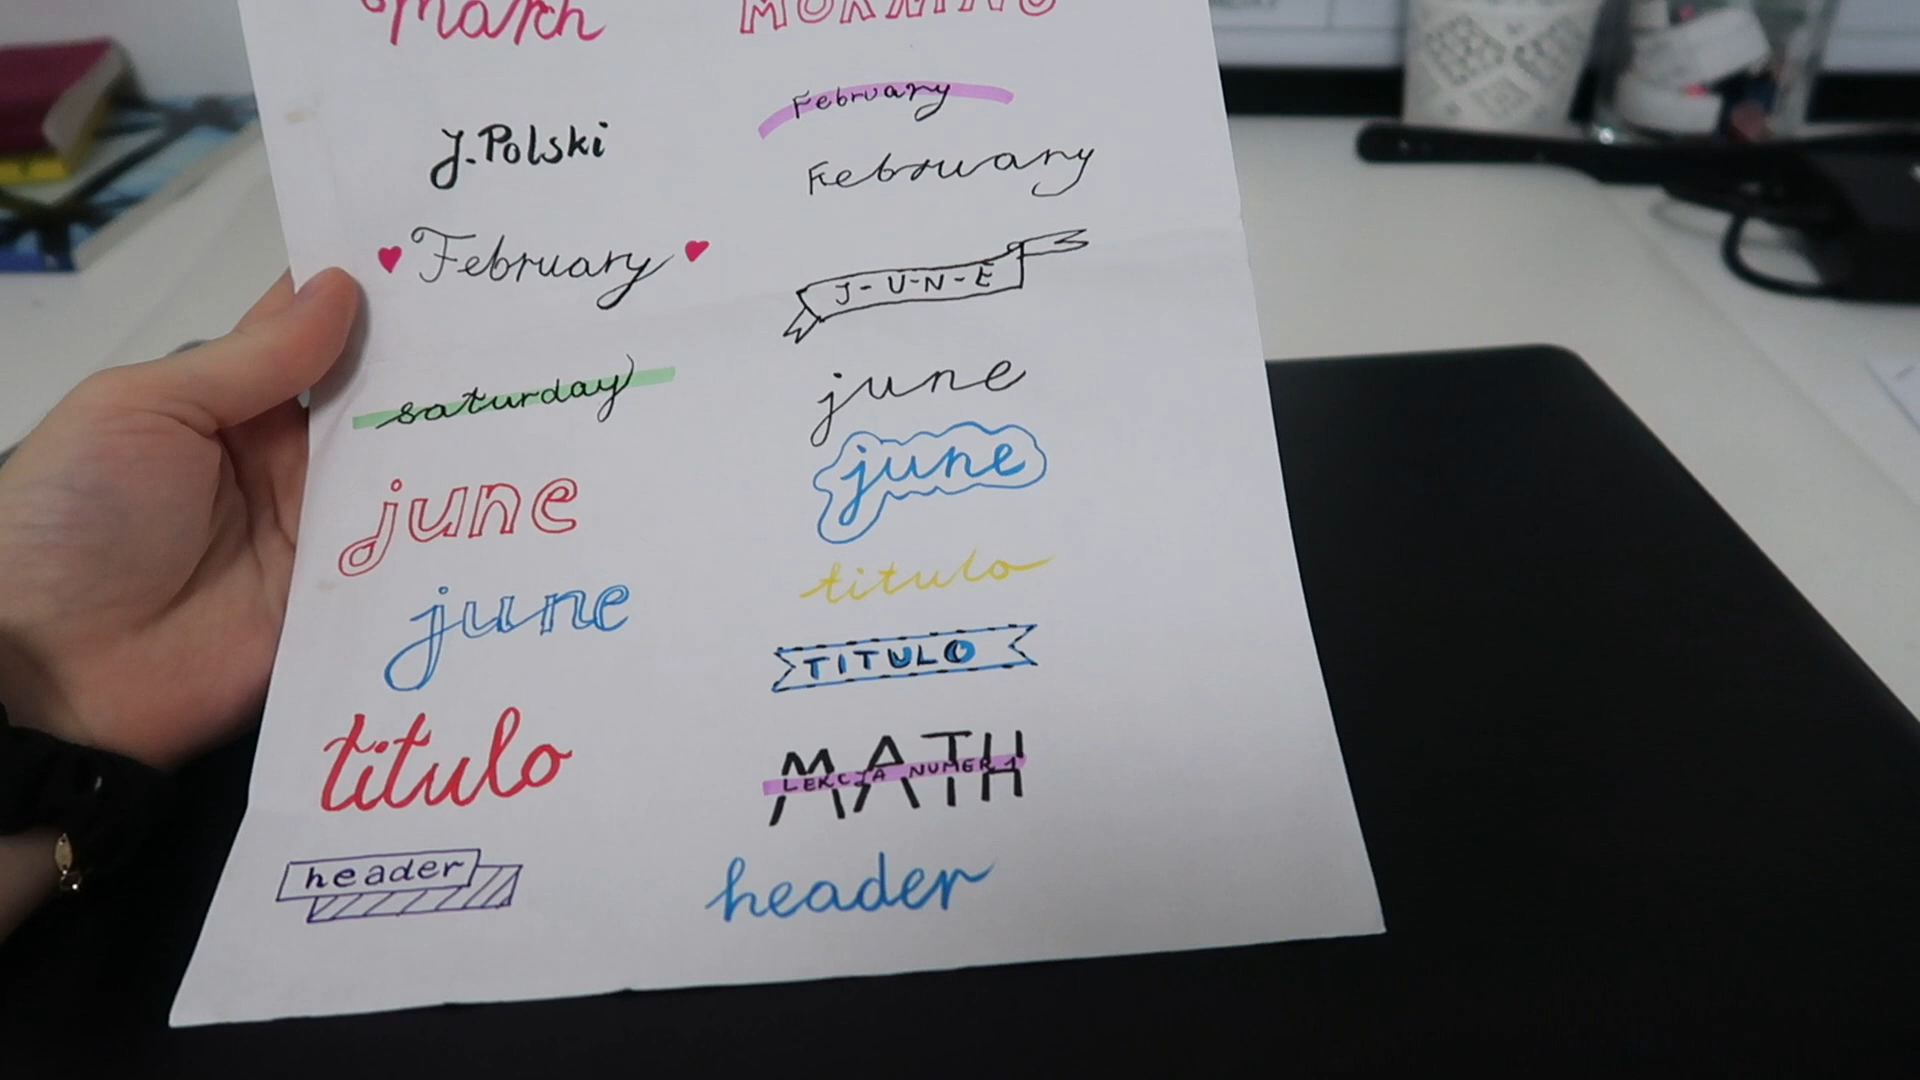 March
MORNING
February
J. Polski
February
February
J-U-N-E
saturday
june
june
june
june
titulo
TITULO
titulo
MATH
LEKCJA NUMER 1
header
header